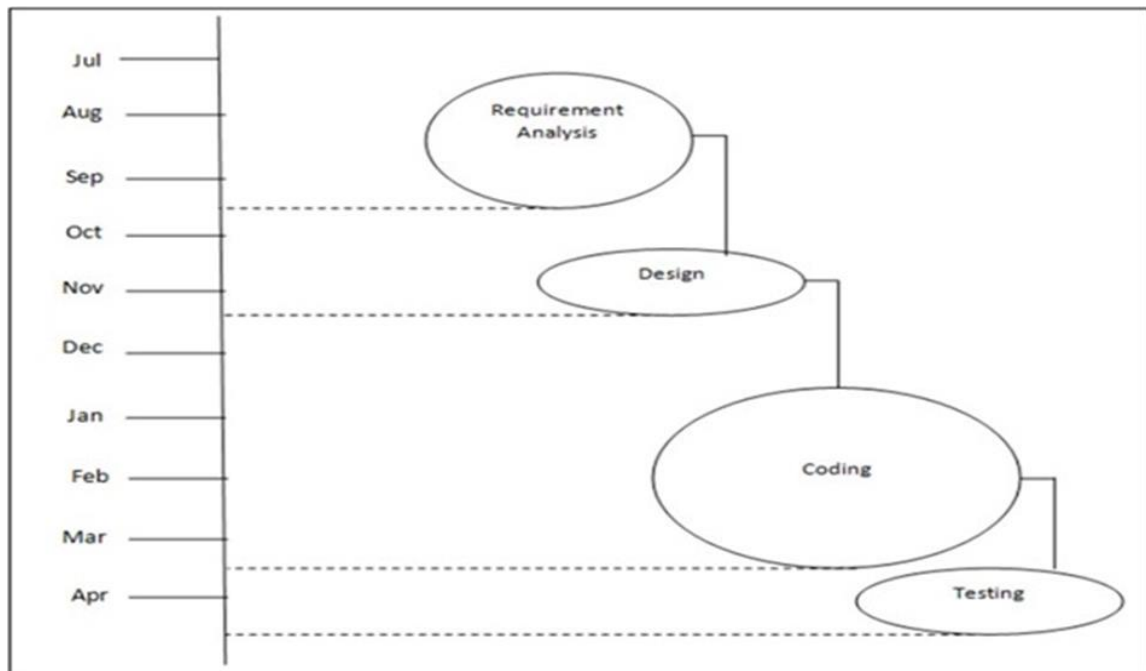 Jul
Aug
Sep
Oct
Nov
Dec
Jan
Feb
Mar
Apr
Requirement
Analysis
Design
Coding
Testing